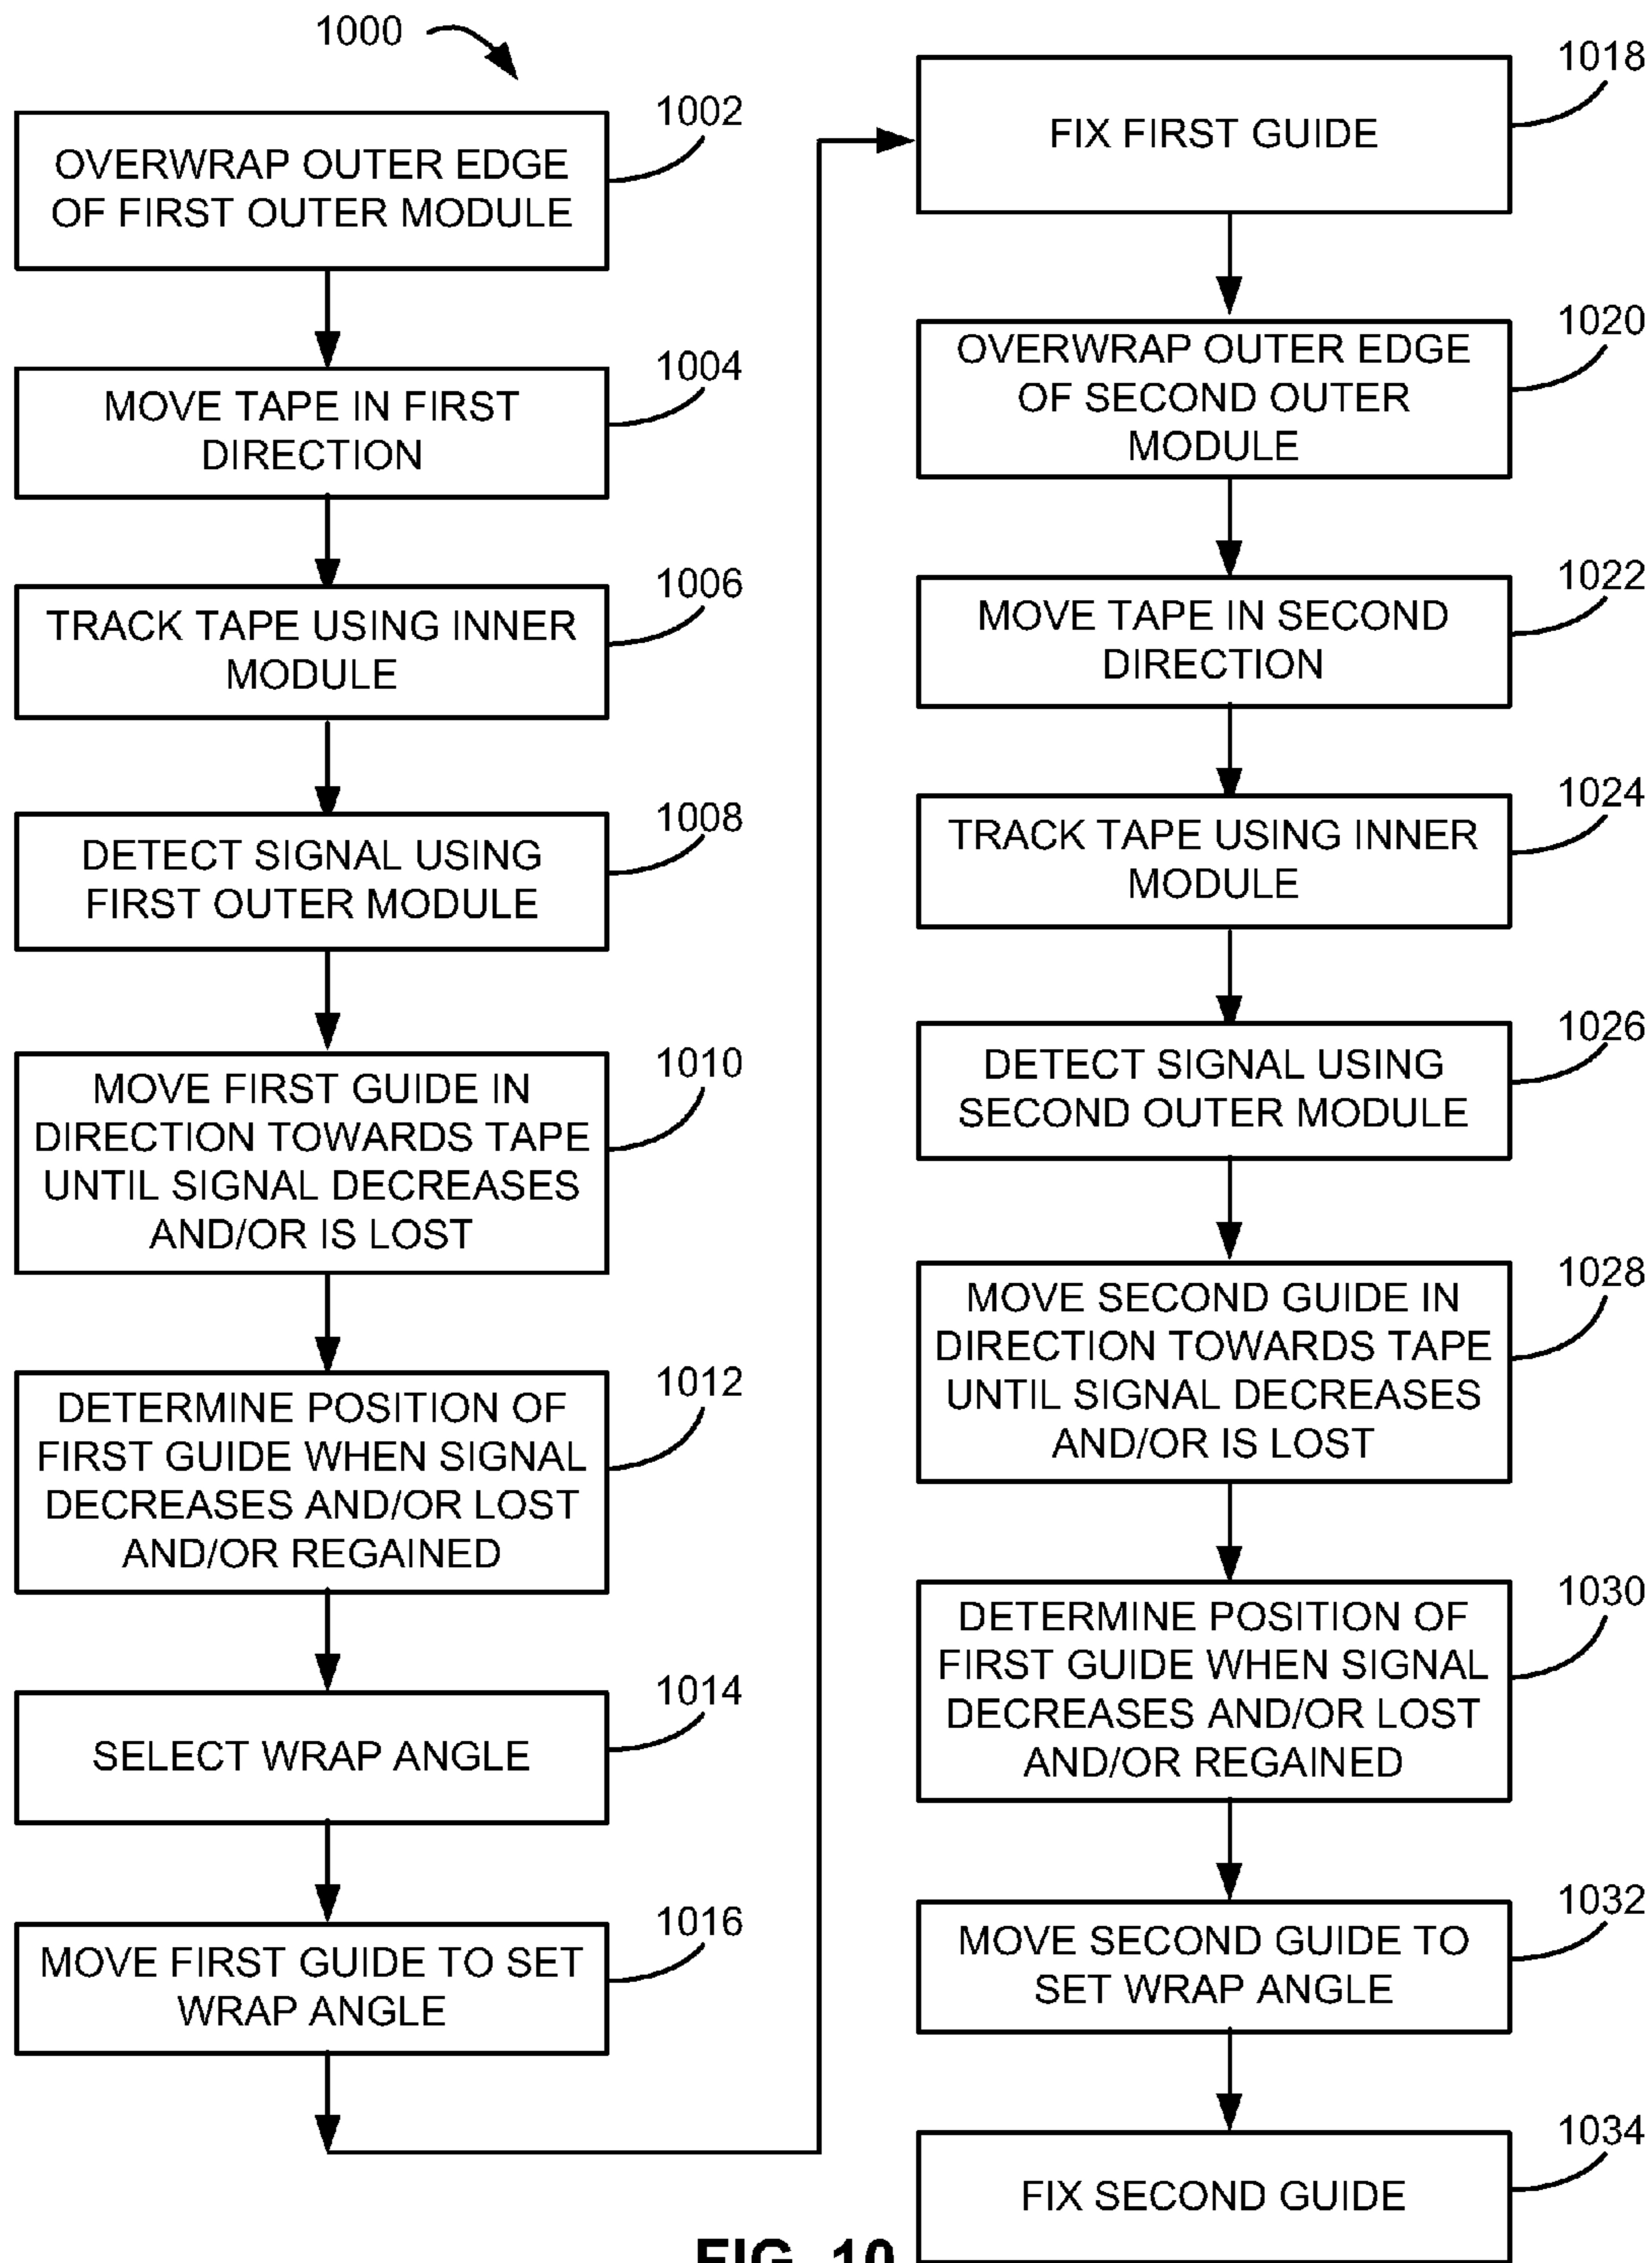 1000
1002
OVERWRAP OUTER EDGE
OF FIRST OUTER MODULE
1004
MOVE TAPE IN FIRST
DIRECTION
1006
TRACK TAPE USING INNER
MODULE
1008
DETECT SIGNAL USING
FIRST OUTER MODULE
1010
MOVE FIRST GUIDE IN
DIRECTION TOWARDS TAPE
UNTIL SIGNAL DECREASES
AND/OR IS LOST
1012
DETERMINE POSITION OF
FIRST GUIDE WHEN SIGNAL
DECREASES AND/OR LOST
AND/OR REGAINED
1014
SELECT WRAP ANGLE
1016
MOVE FIRST GUIDE TO SET
WRAP ANGLE
1018
FIX FIRST GUIDE
1020
OVERWRAP OUTER EDGE
OF SECOND OUTER
MODULE
1022
MOVE TAPE IN SECOND
DIRECTION
1024
TRACK TAPE USING INNER
MODULE
1026
DETECT SIGNAL USING
SECOND OUTER MODULE
1028
MOVE SECOND GUIDE IN
DIRECTION TOWARDS TAPE
UNTIL SIGNAL DECREASES
AND/OR IS LOST
1030
DETERMINE POSITION OF
FIRST GUIDE WHEN SIGNAL
DECREASES AND/OR LOST
AND/OR REGAINED
1032
MOVE SECOND GUIDE TO
SET WRAP ANGLE
1034
FIX SECOND GUIDE
FIG. 10